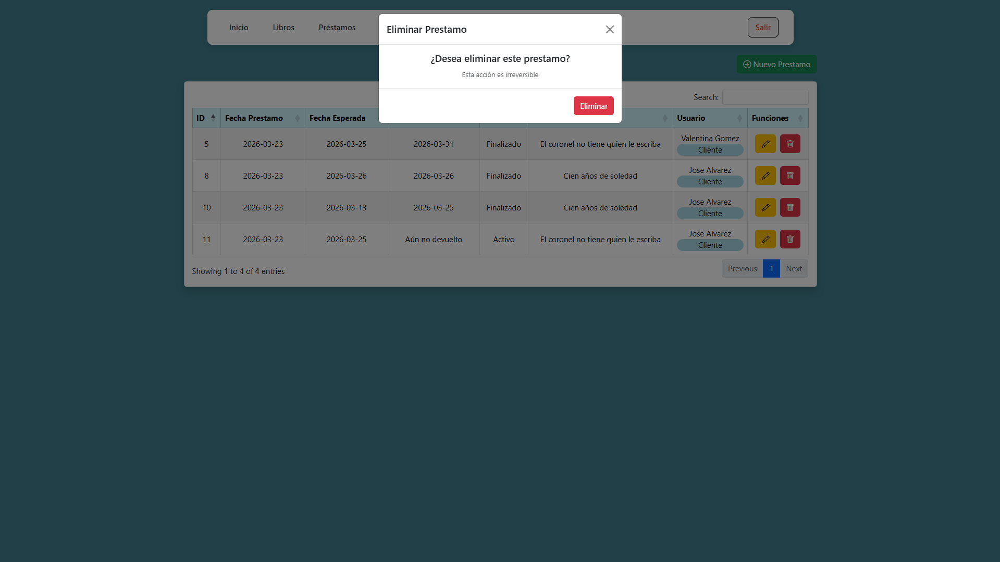 Inicio
Libros
Préstamos
Salir
Eliminar Prestamo
¿Desea eliminar este prestamo?
Esta acción es irreversible
Eliminar
Nuevo Prestamo
Search:
ID Fecha Prestamo Fecha Esperada Usuario Funciones
5 2026-03-23 2026-03-25 2026-03-31 Finalizado El coronel no tiene quien le escriba Valentina Gomez
Cliente
8 2026-03-23 2026-03-26 2026-03-26 Finalizado Cien años de soledad Jose Alvarez
Cliente
10 2026-03-23 2026-03-13 2026-03-25 Finalizado Cien años de soledad Jose Alvarez
Cliente
11 2026-03-23 2026-03-25 Aún no devuelto Activo El coronel no tiene quien le escriba Jose Alvarez
Cliente
Showing 1 to 4 of 4 entries
Previous 1 Next